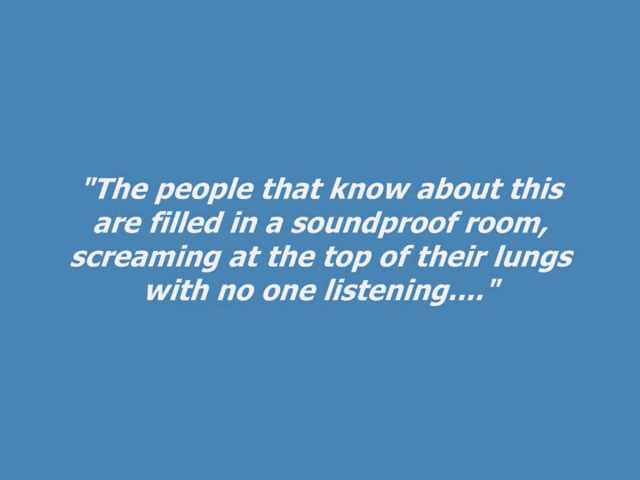 "The people that know about this
are filled in a soundproof room,
screaming at the top of their lungs
with no one listening...."